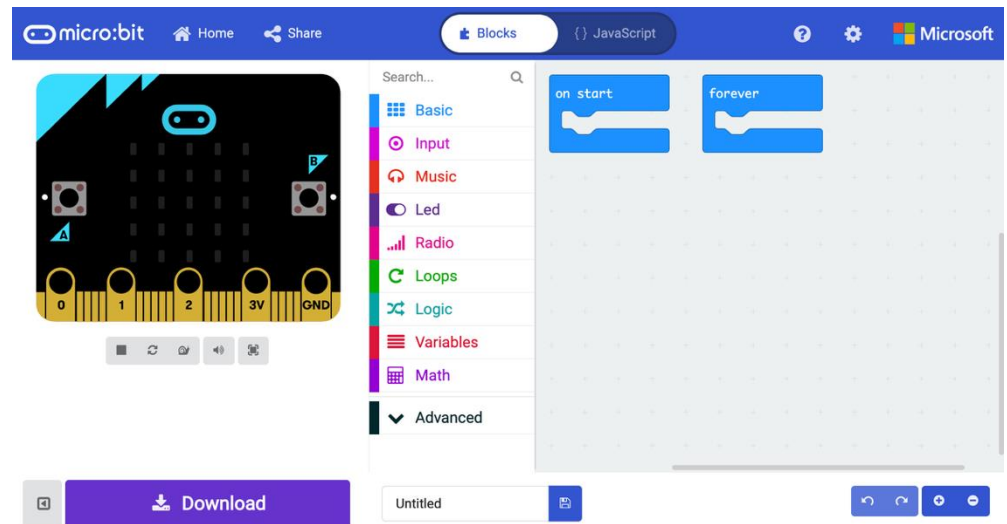 micro:bit Home Share Blocks {} JavaScript ? Microsoft
Search...
Basic
Input
Music
Led
Radio
Loops
Logic
Variables
Math
Advanced
on start
forever
B
A
0 1 2 3V GND
Download
Untitled